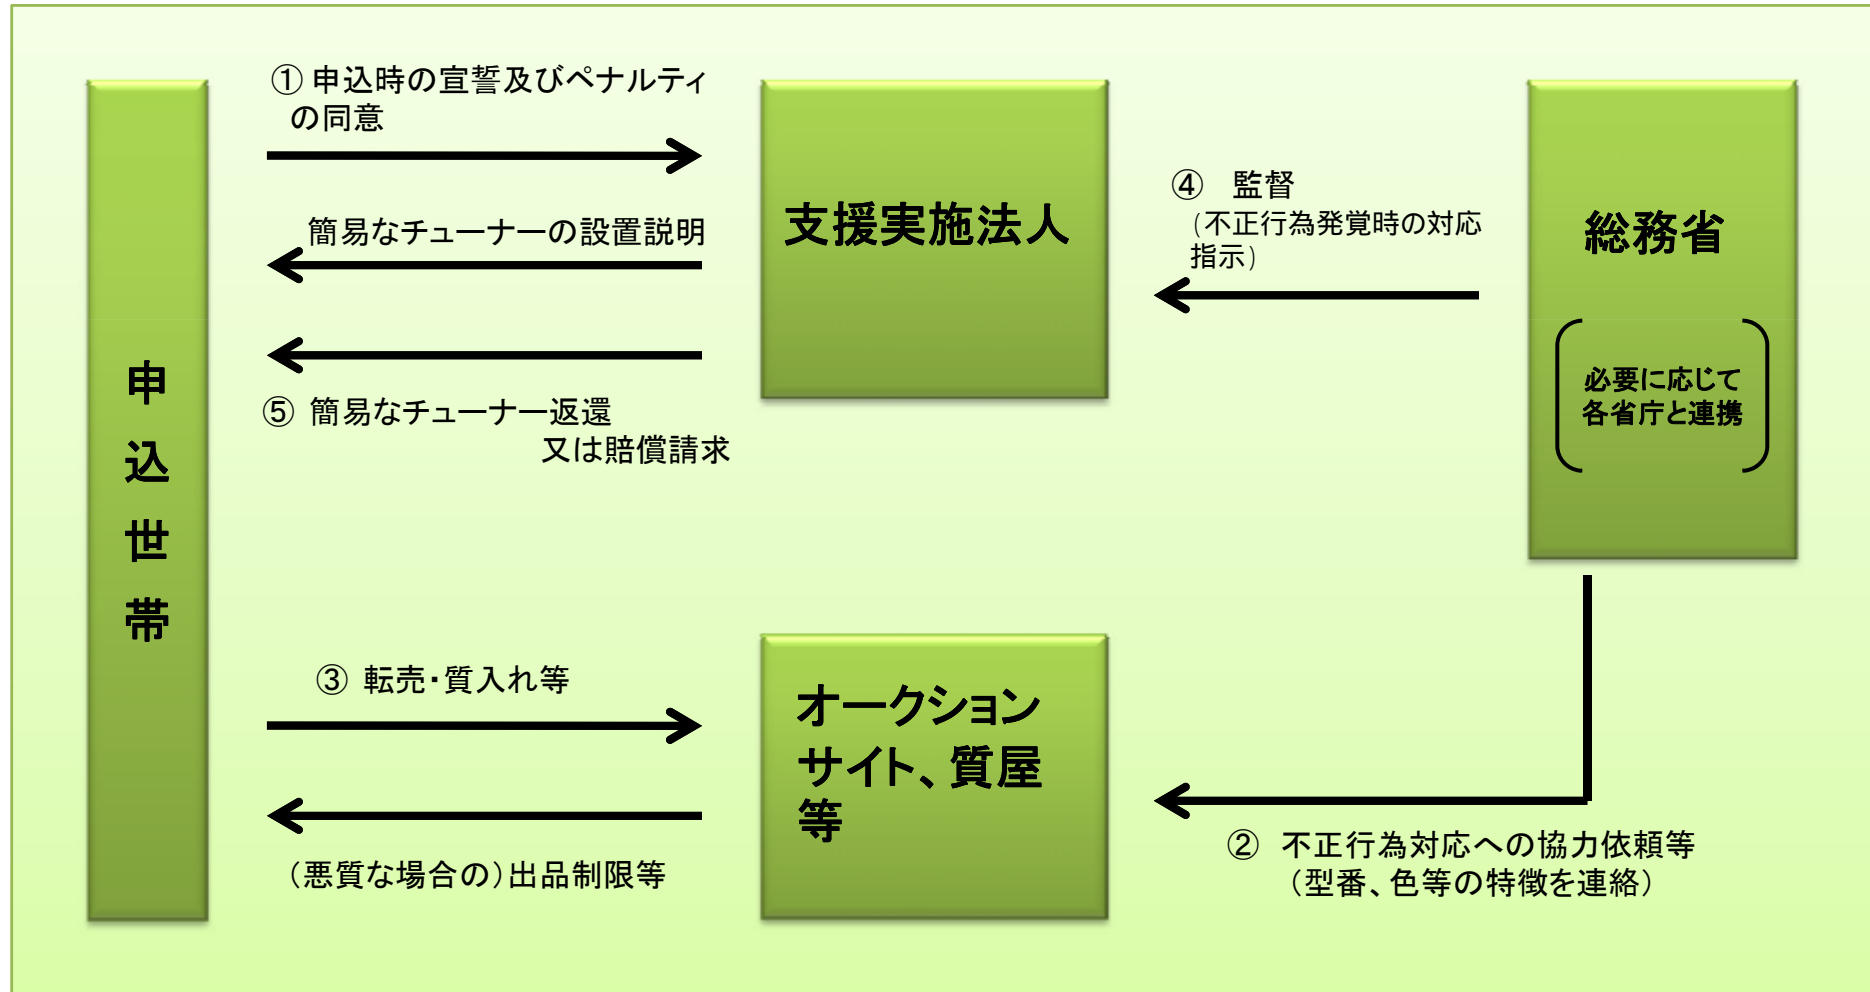 ① 申込時の宣誓及びペナルティ
の同意
簡易なチューナーの設置説明
⑤ 簡易なチューナー返還
又は賠償請求
申
込
世
帯
支援実施法人
④ 監督
(不正行為発覚時の対応
指示)
総務省
必要に応じて
各省庁と連携
③ 転売・質入れ等
(悪質な場合の)出品制限等
オークション
サイト、質屋
等
② 不正行為対応への協力依頼等
(型番、色等の特徴を連絡)